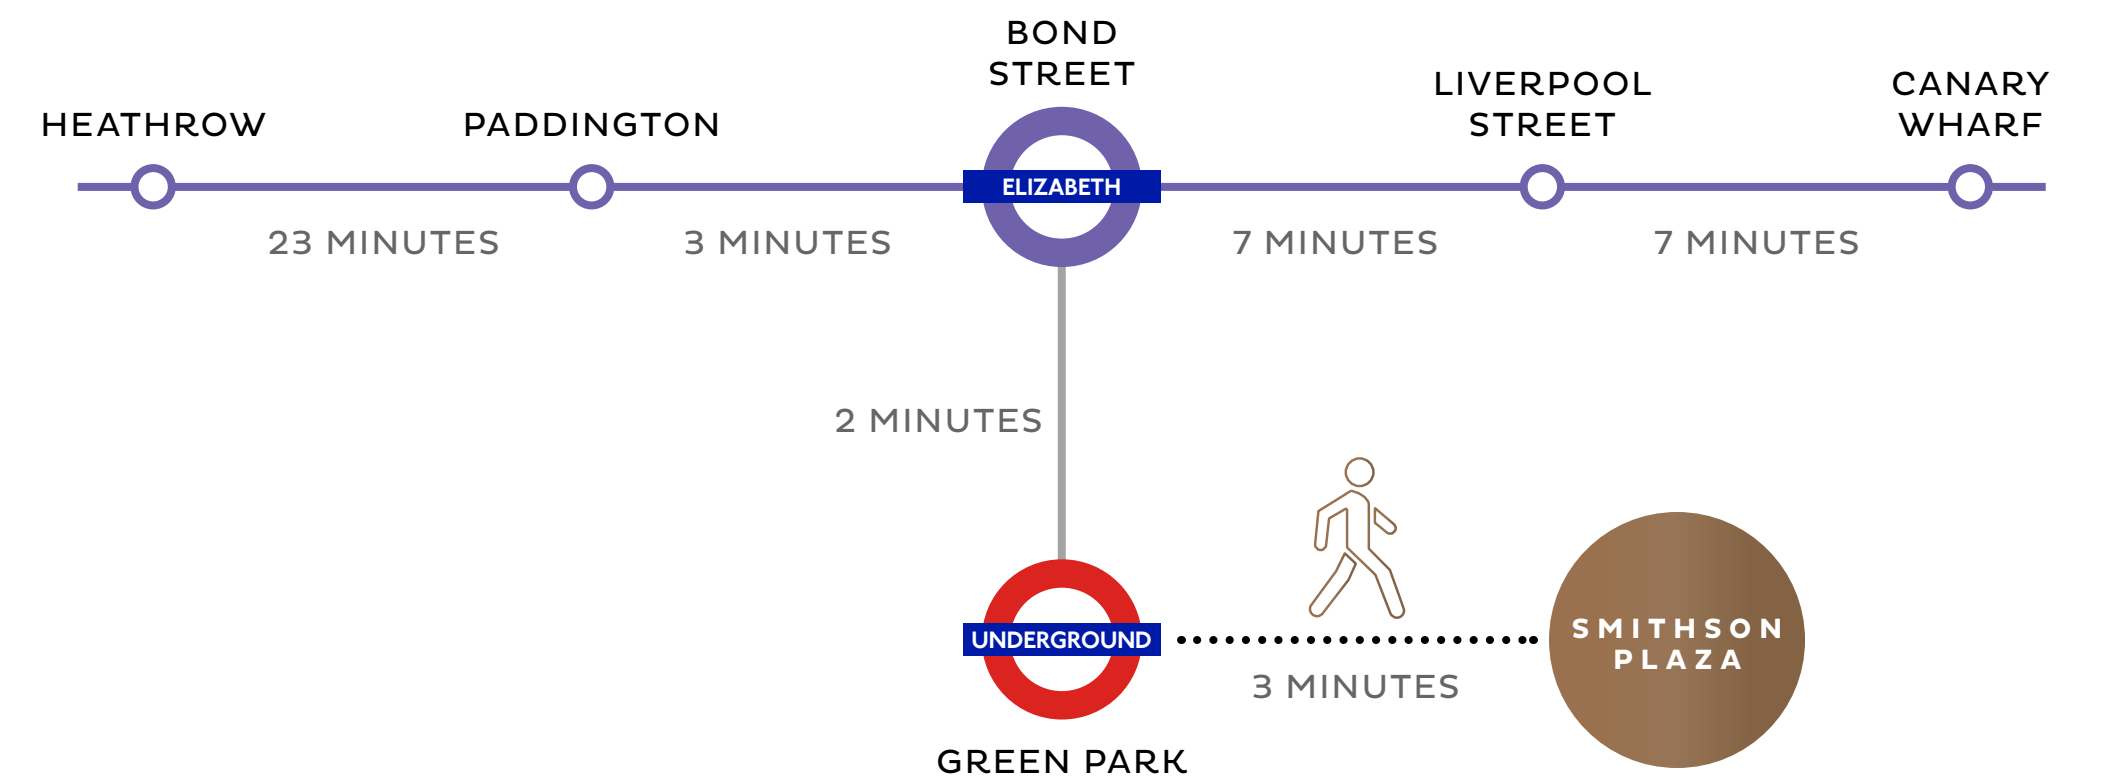 BOND
STREET
LIVERPOOL
STREET
CANARY
WHARF
HEATHROW
PADDINGTON
ELIZABETH
23 MINUTES
3 MINUTES
7 MINUTES
7 MINUTES
2 MINUTES
UNDERGROUND
SMITHSON
PLAZA
3 MINUTES
GREEN PARK